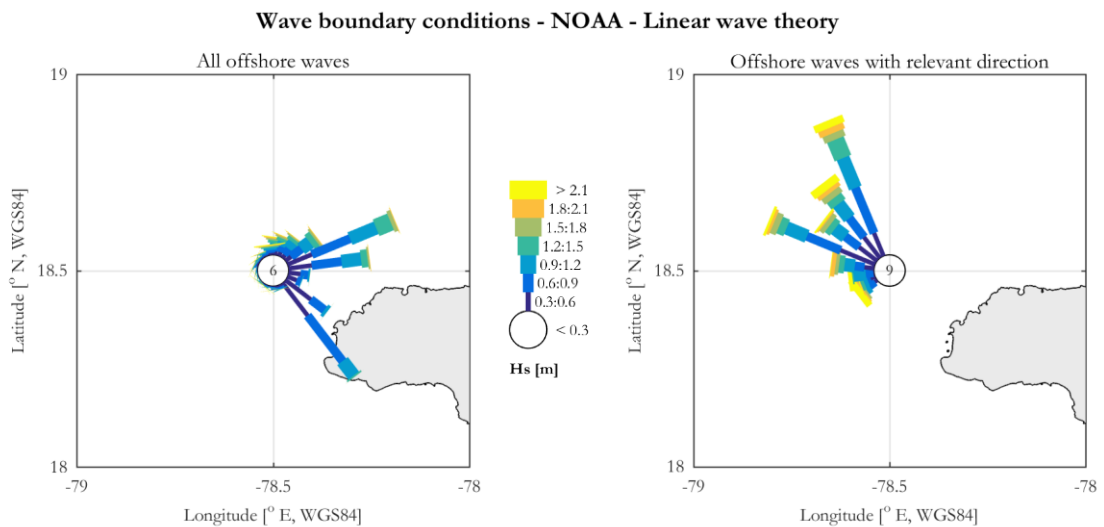 Wave boundary conditions - NOAA - Linear wave theory
All offshore waves
19
18.5
18
Latitude [° N, WGS84]
6
-79
-78.5
-78
Longitude [° E, WGS84]
> 2.1
1.8:2.1
1.5:1.8
1.2:1.5
0.9:1.2
0.6:0.9
0.3:0.6
< 0.3
Hs [m]
Offshore waves with relevant direction
19
18.5
18
Latitude [° N, WGS84]
9
-79
-78.5
-78
Longitude [° E, WGS84]